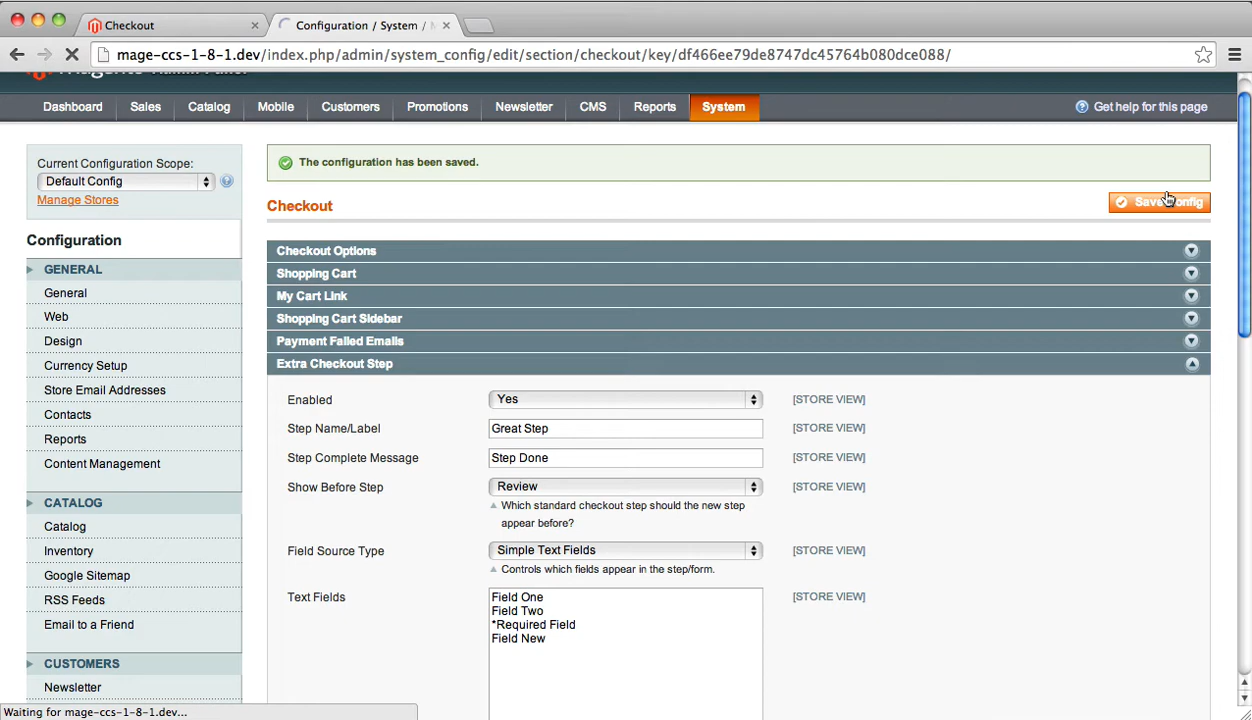 Checkout
Configuration / System /
mage-ccs-1-8-1.dev/index.php/admin/system_config/edit/section/checkout/key/df466ee79de8747dc45764b080dce088/
Dashboard Sales Catalog Mobile Customers Promotions Newsletter CMS Reports System Get help for this page
Current Configuration Scope:
Default Config
Manage Stores
Configuration
GENERAL
General
Web
Design
Currency Setup
Store Email Addresses
Contacts
Reports
Content Management
CATALOG
Catalog
Inventory
Google Sitemap
RSS Feeds
Email to a Friend
CUSTOMERS
Newsletter
The configuration has been saved.
Checkout
Save Config
Checkout Options
Shopping Cart
My Cart Link
Shopping Cart Sidebar
Payment Failed Emails
Extra Checkout Step
Enabled Yes [STORE VIEW]
Step Name/Label Great Step [STORE VIEW]
Step Complete Message Step Done [STORE VIEW]
Show Before Step Review [STORE VIEW]
Which standard checkout step should the new step
appear before?
Field Source Type Simple Text Fields [STORE VIEW]
Controls which fields appear in the step/form.
Text Fields Field One [STORE VIEW]
Field Two
*Required Field
Field New
Waiting for mage-ccs-1-8-1.dev...